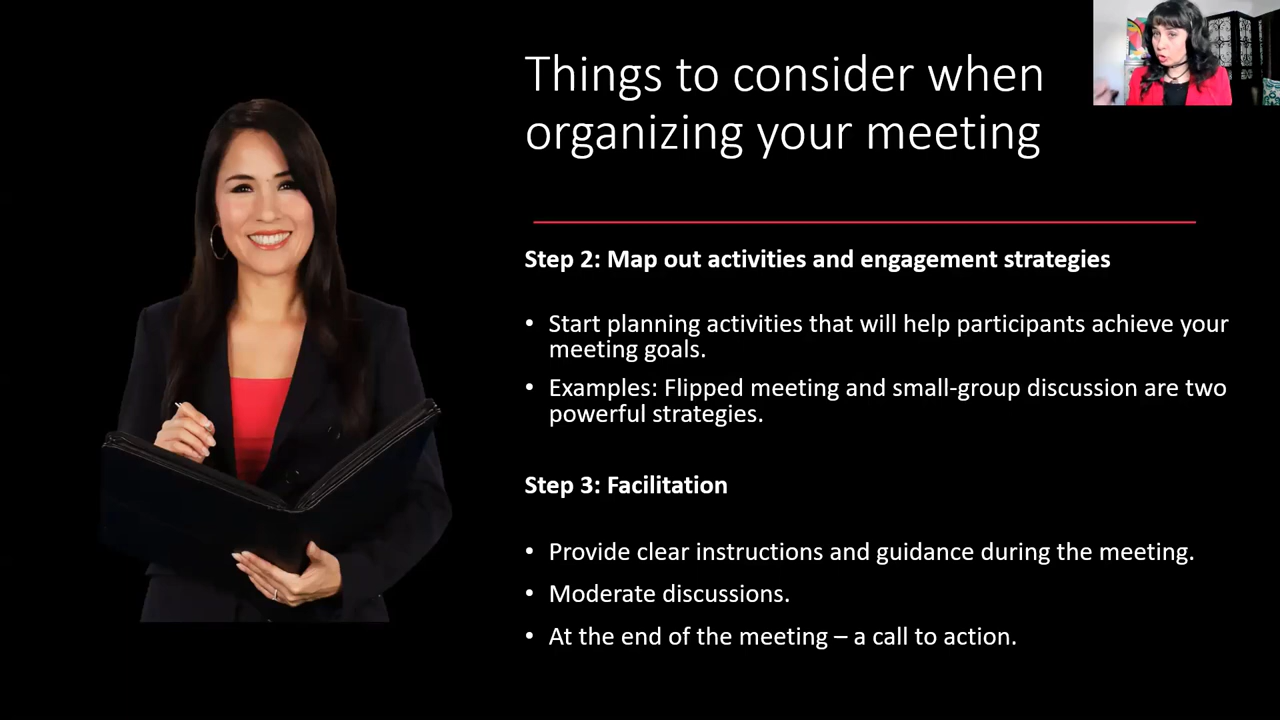 Things to consider when
organizing your meeting
Step 2: Map out activities and engagement strategies
• Start planning activities that will help participants achieve your
meeting goals.
• Examples: Flipped meeting and small-group discussion are two
powerful strategies.
Step 3: Facilitation
• Provide clear instructions and guidance during the meeting.
• Moderate discussions.
• At the end of the meeting – a call to action.